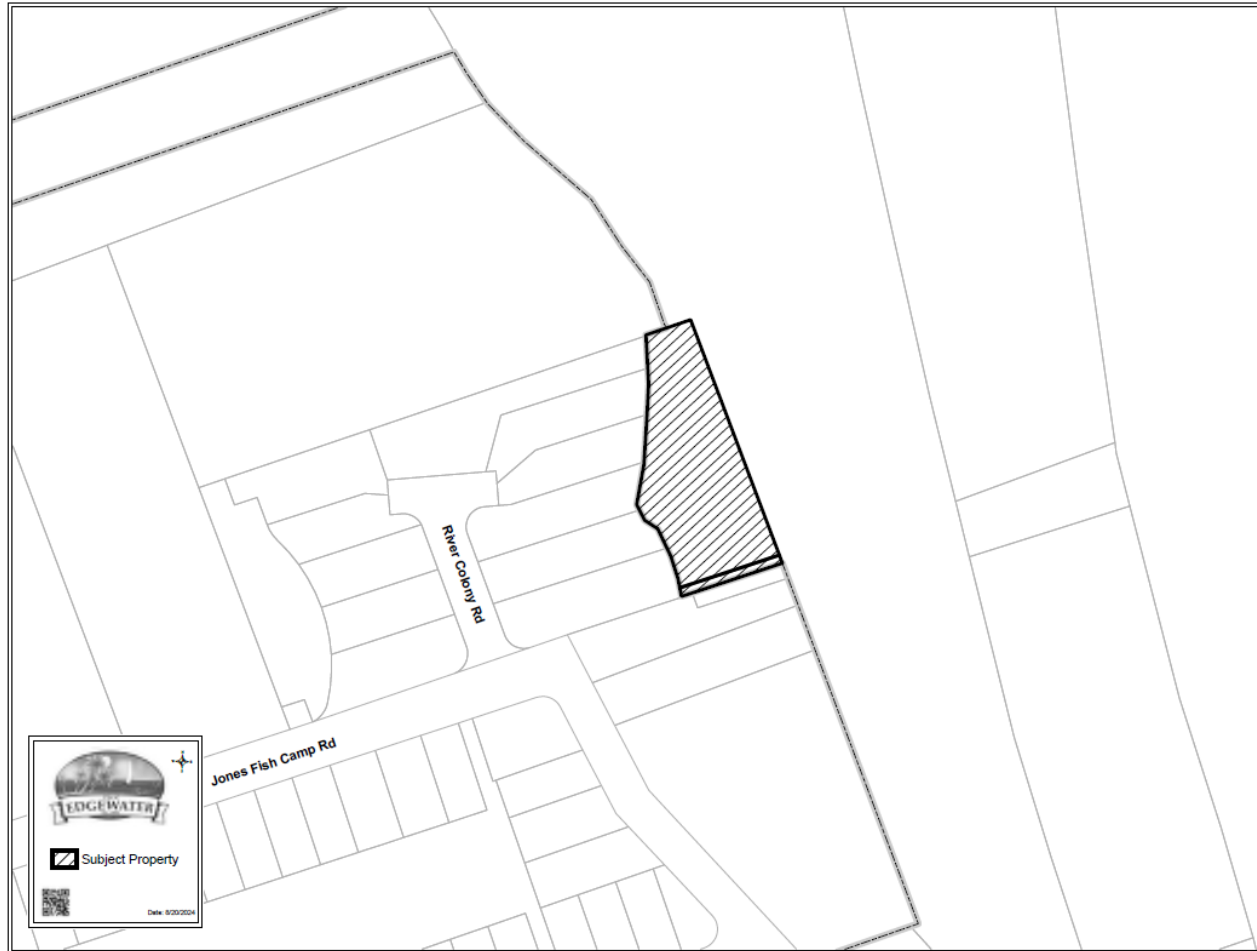 River Colony Rd
Jones Fish Camp Rd
EDGEWATER
Subject Property
Date: 8/20/2024